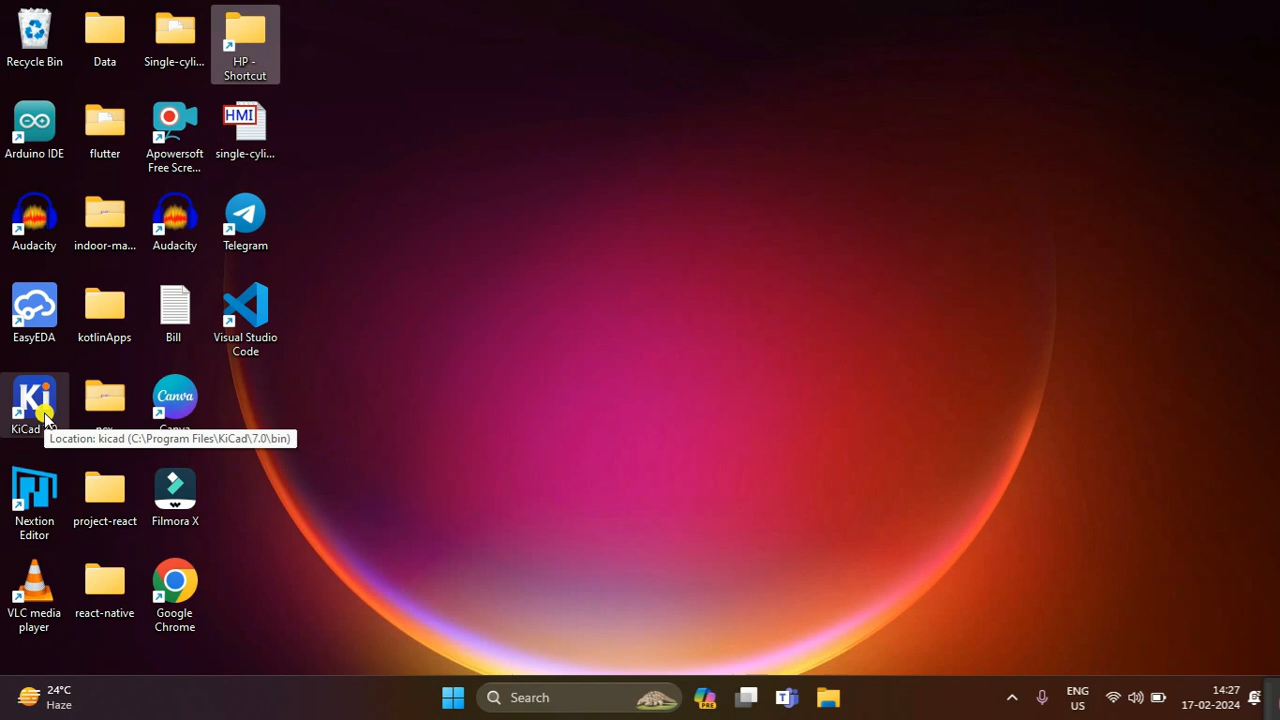 Recycle Bin
Data
Single-cyli...
HP -
Shortcut
Arduino IDE
flutter
Apowersoft
Free Scre...
HMI
single-cyli...
Audacity
indoor-ma...
Audacity
Telegram
EasyEDA
kotlinApps
Bill
Visual Studio
Code
Ki
KiCad
Canva
Location: kicad (C:\Program Files\KiCad\7.0\bin)
Nextion
Editor
project-react
Filmora X
VLC media
player
react-native
Google
Chrome
24°C
Haze
Search
PRE
ENG
US
14:27
17-02-2024